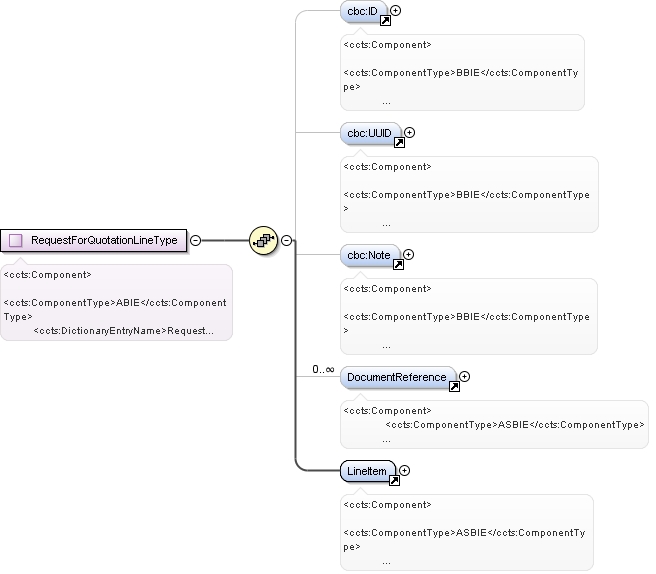 cbc:ID
<ccts:Component>
<ccts:ComponentType>BBIE</ccts:ComponentTy
pe>
...
cbc:UUID
<ccts:Component>
<ccts:ComponentType>BBIE</ccts:ComponentType
>
...
RequestForQuotationLineType
<ccts:Component>
<ccts:ComponentType>ABIE</ccts:Component
Type>
<ccts:DictionaryEntryName>Request...
cbc:Note
<ccts:Component>
<ccts:ComponentType>BBIE</ccts:ComponentType
>
...
0..∞
DocumentReference
<ccts:Component>
<ccts:ComponentType>ASBIE</ccts:ComponentType>
...
LineItem
<ccts:Component>
<ccts:ComponentType>ASBIE</ccts:ComponentTy
pe>
...